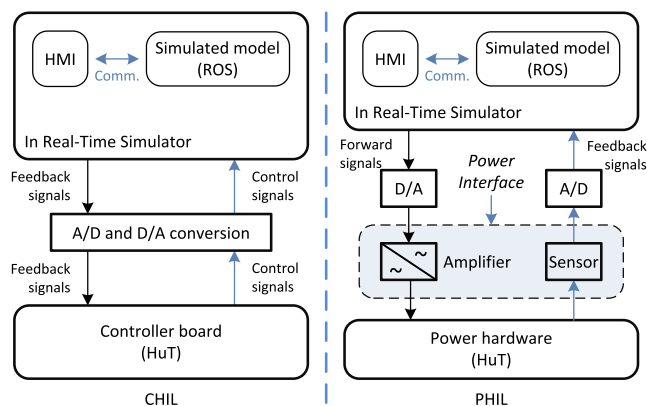 HMI
Comm.
Simulated model
(ROS)
In Real-Time Simulator
Feedback
signals
Control
signals
A/D and D/A conversion
Feedback
signals
Control
signals
Controller board
(HuT)
CHIL
HMI
Comm.
Simulated model
(ROS)
In Real-Time Simulator
Forward
signals
Power
Interface
Feedback
signals
D/A
A/D
~
~
Amplifier
Sensor
Power hardware
(HuT)
PHIL